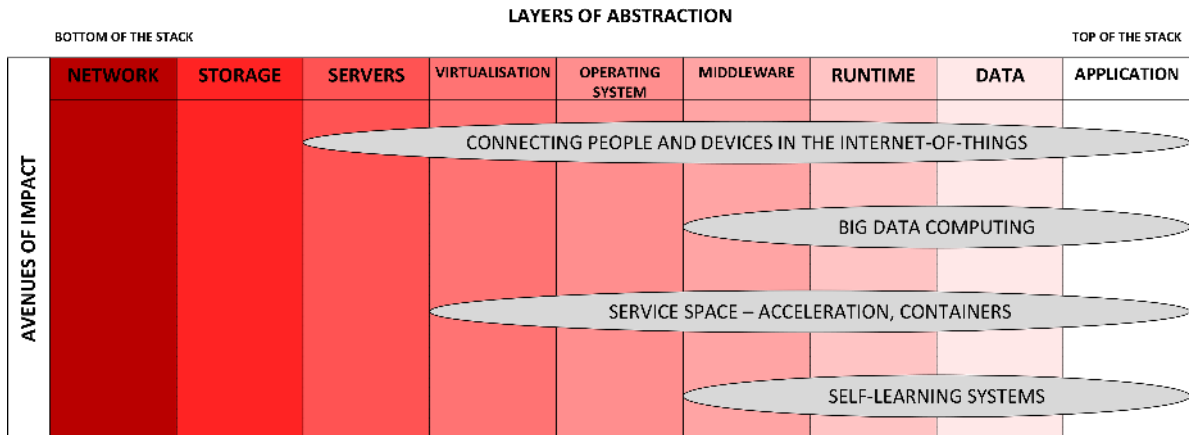 LAYERS OF ABSTRACTION
BOTTOM OF THE STACK
TOP OF THE STACK
NETWORK
STORAGE
SERVERS
VIRTUALISATION
OPERATING
SYSTEM
MIDDLEWARE
RUNTIME
DATA
APPLICATION
AVENUES OF IMPACT
CONNECTING PEOPLE AND DEVICES IN THE INTERNET-OF-THINGS
BIG DATA COMPUTING
SERVICE SPACE – ACCELERATION, CONTAINERS
SELF-LEARNING SYSTEMS